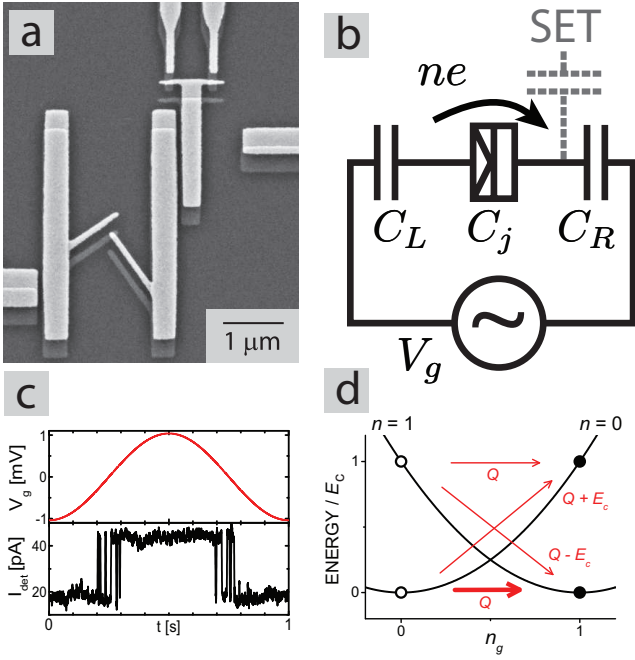 a
1 μm
b
SET
ne
C_L
C_j
C_R
V_g
~
c
V_g [mV]
1
0
-1
I_det [pA]
40
20
0
t [s]
1
d
n = 1
n = 0
ENERGY / E_c
1
0
Q
Q + E_c
Q - E_c
Q
0
1
n_g